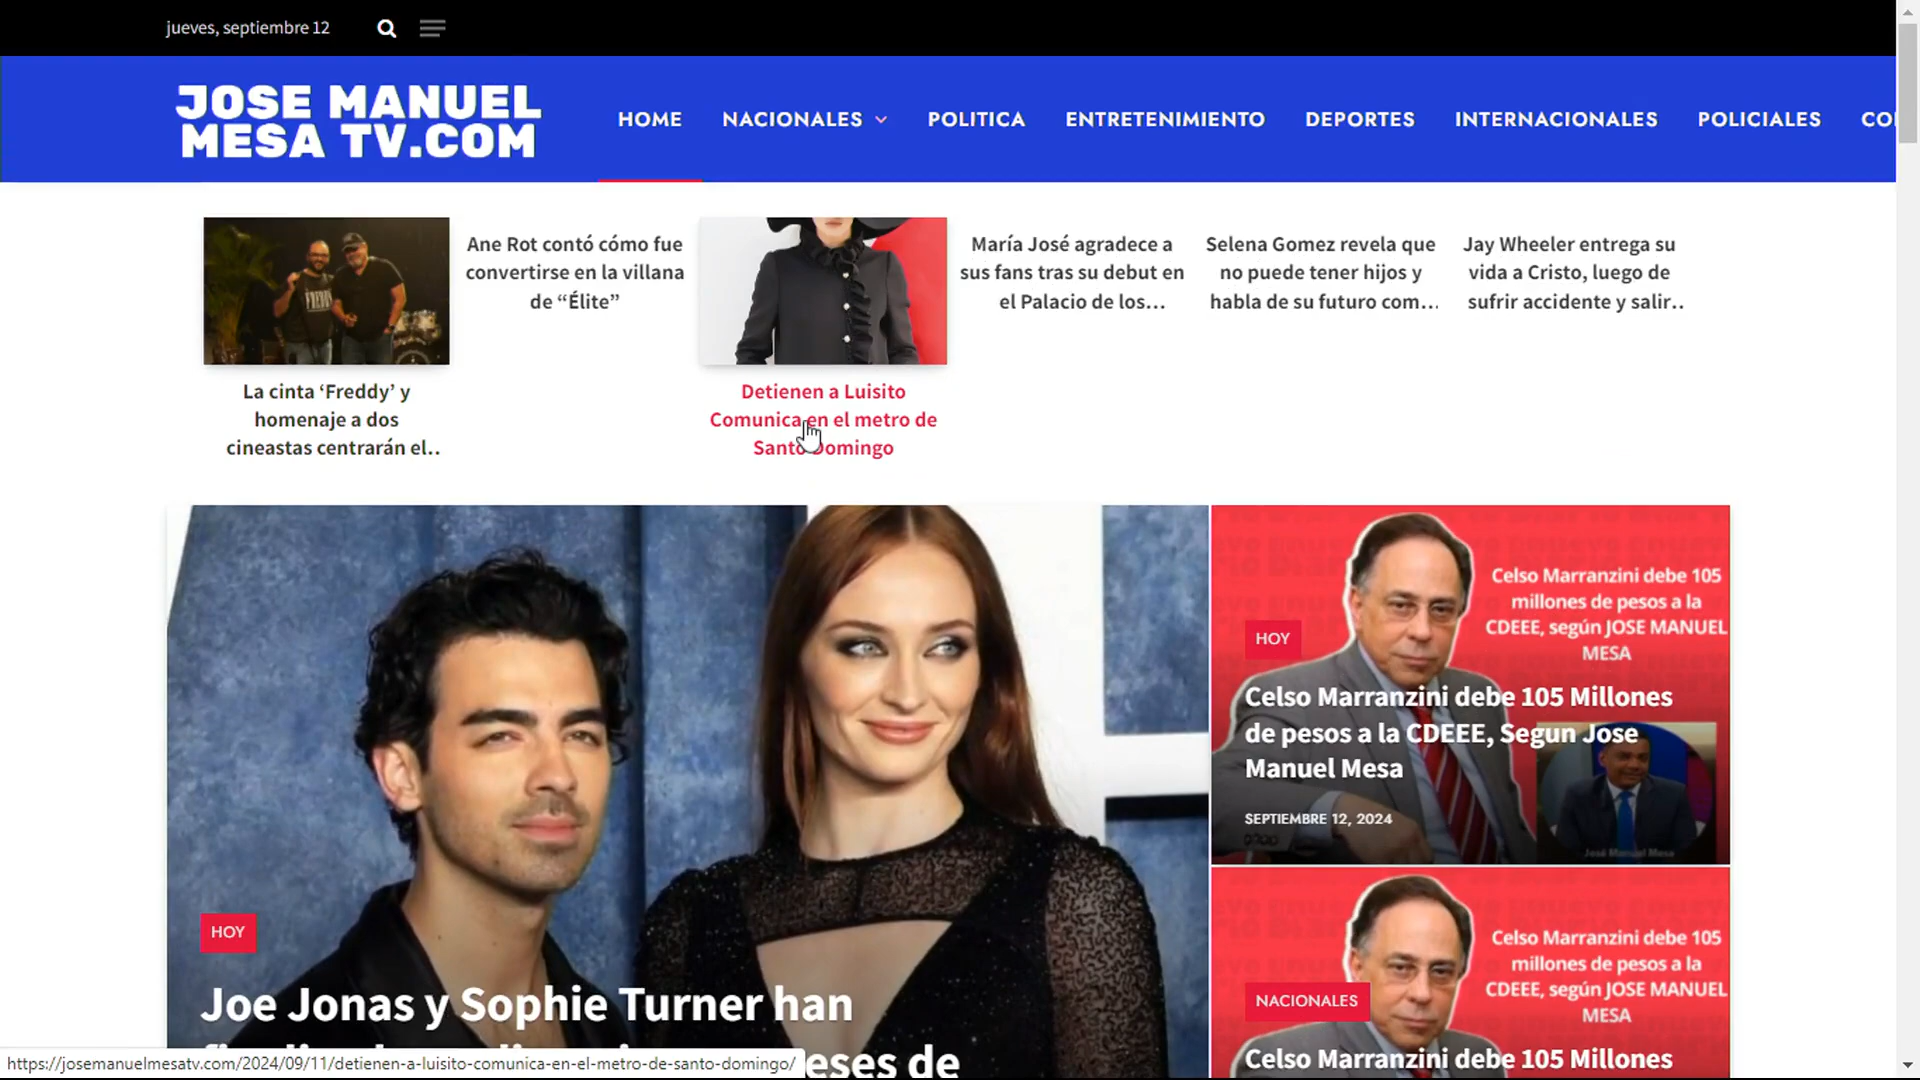 jueves, septiembre 12
JOSE MANUEL
MESA TV.COM
HOME
NACIONALES
POLITICA
ENTRETENIMIENTO
DEPORTES
INTERNACIONALES
POLICIALES
La cinta ‘Freddy’ y
homenaje a dos
cineastas centrarán el..
Ane Rot contó cómo fue
convertirse en la villana
de “Élite”
Detienen a Luisito
Comunica en el metro de
Santo Domingo
María José agradece a
sus fans tras su debut en
el Palacio de los...
Selena Gomez revela que
no puede tener hijos y
habla de su futuro com...
Jay Wheeler entrega su
vida a Cristo, luego de
sufrir accidente y salir..
HOY
Joe Jonas y Sophie Turner han
eses de
Celso Marranzini debe 105
millones de pesos a la
CDEEE, según JOSE MANUEL
MESA
HOY
Celso Marranzini debe 105 Millones
de pesos a la CDEEE, Segun Jose
Manuel Mesa
SEPTIEMBRE 12, 2024
José Manuel Mesa
Celso Marranzini debe 105
millones de pesos a la
CDEEE, según JOSE MANUEL
MESA
NACIONALES
Celso Marranzini debe 105 Millones
https://josemanuelmesatv.com/2024/09/11/detienen-a-luisito-comunica-en-el-metro-de-santo-domingo/